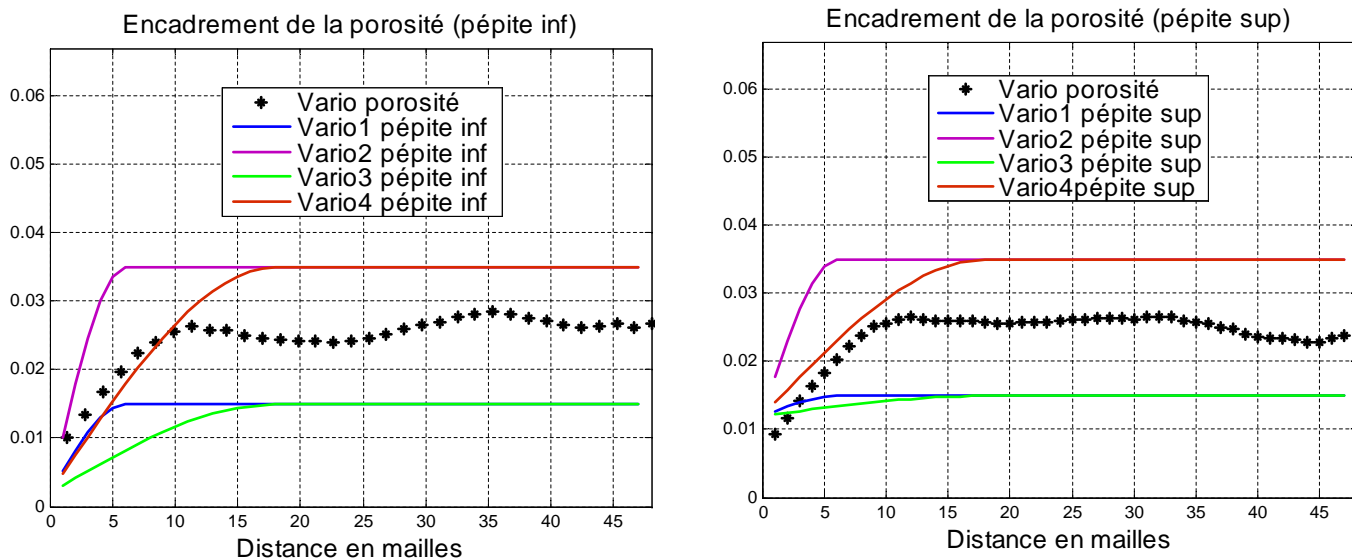 Encadrement de la porosité (pépite inf)
0.06
0.05
0.04
0.03
0.02
0.01
0
Vario porosité
Vario1 pépite inf
Vario2 pépite inf
Vario3 pépite inf
Vario4 pépite inf
0 5 10 15 20 25 30 35 40 45
Distance en mailles
Encadrement de la porosité (pépite sup)
0.06
0.05
0.04
0.03
0.02
0.01
0
Vario porosité
Vario1 pépite sup
Vario2 pépite sup
Vario3 pépite sup
Vario4pépite sup
0 5 10 15 20 25 30 35 40 45
Distance en mailles